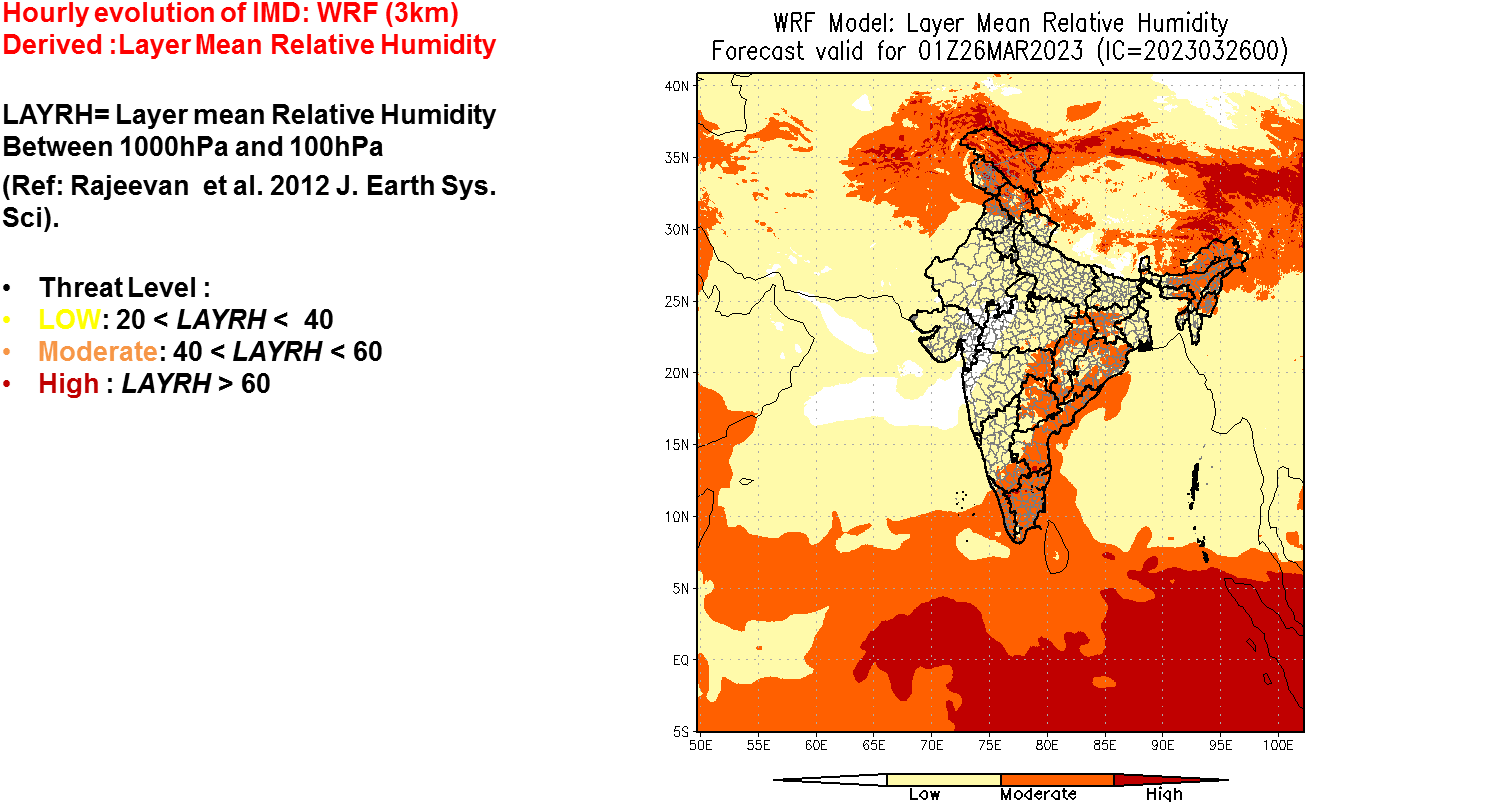 Hourly evolution of IMD: WRF (3km)
Derived :Layer Mean Relative Humidity
LAYRH= Layer mean Relative Humidity
Between 1000hPa and 100hPa
(Ref: Rajeevan et al. 2012 J. Earth Sys.
Sci).
• Threat Level :
• LOW: 20 < LAYRH < 40
• Moderate: 40 < LAYRH < 60
• High : LAYRH > 60
WRF Model: Layer Mean Relative Humidity
Forecast valid for 01Z26MAR2023 (IC=2023032600)
40N
35N
30N
25N
20N
15N
10N
5N
EQ
5S
50E 55E 60E 65E 70E 75E 80E 85E 90E 95E 100E
Low Moderate High